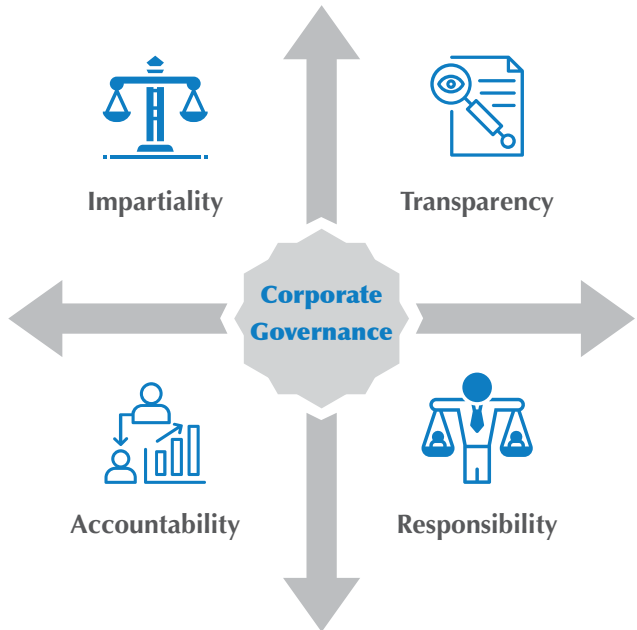 Impartiality
Transparency
Corporate
Governance
Accountability
Responsibility